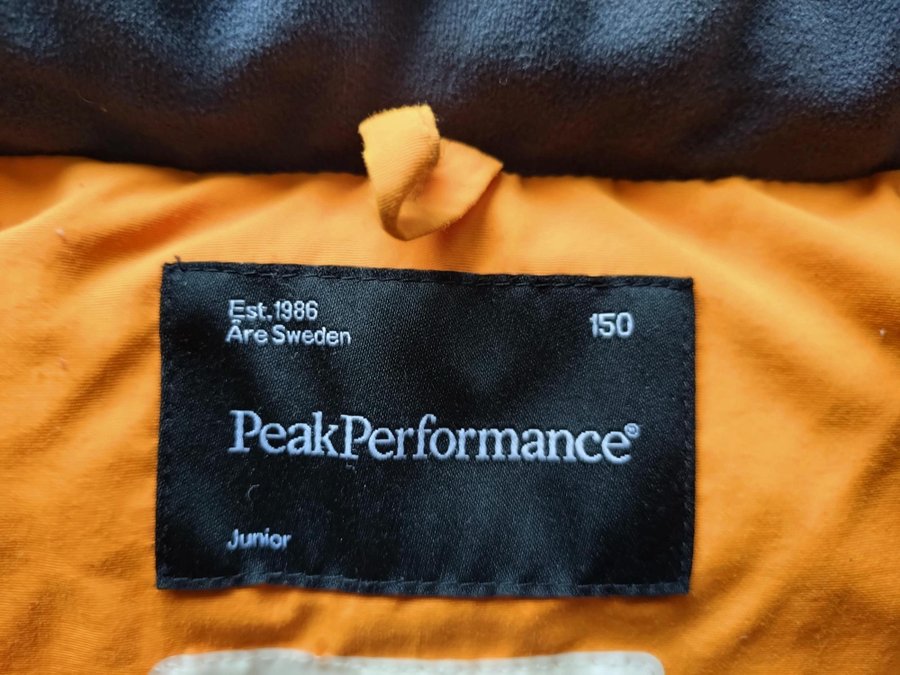 Est.1986
Åre Sweden
150
PeakPerformance®
Junior